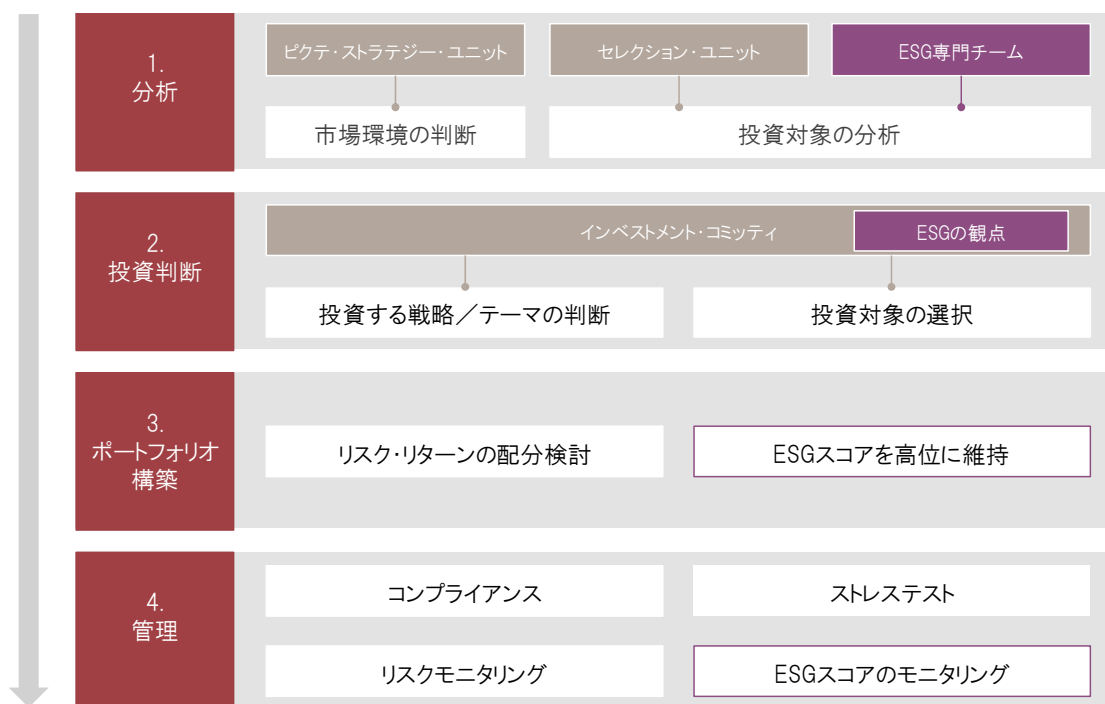 1.
分析
ピクテ・ストラテジー・ユニット
セレクション・ユニット
ESG専門チーム
市場環境の判断
投資対象の分析
2.
投資判断
インベストメント・コミッティ
ESGの観点
投資する戦略／テーマの判断
投資対象の選択
3.
ポートフォリオ
構築
リスク・リターンの配分検討
ESGスコアを高位に維持
4.
管理
コンプライアンス
ストレステスト
リスクモニタリング
ESGスコアのモニタリング